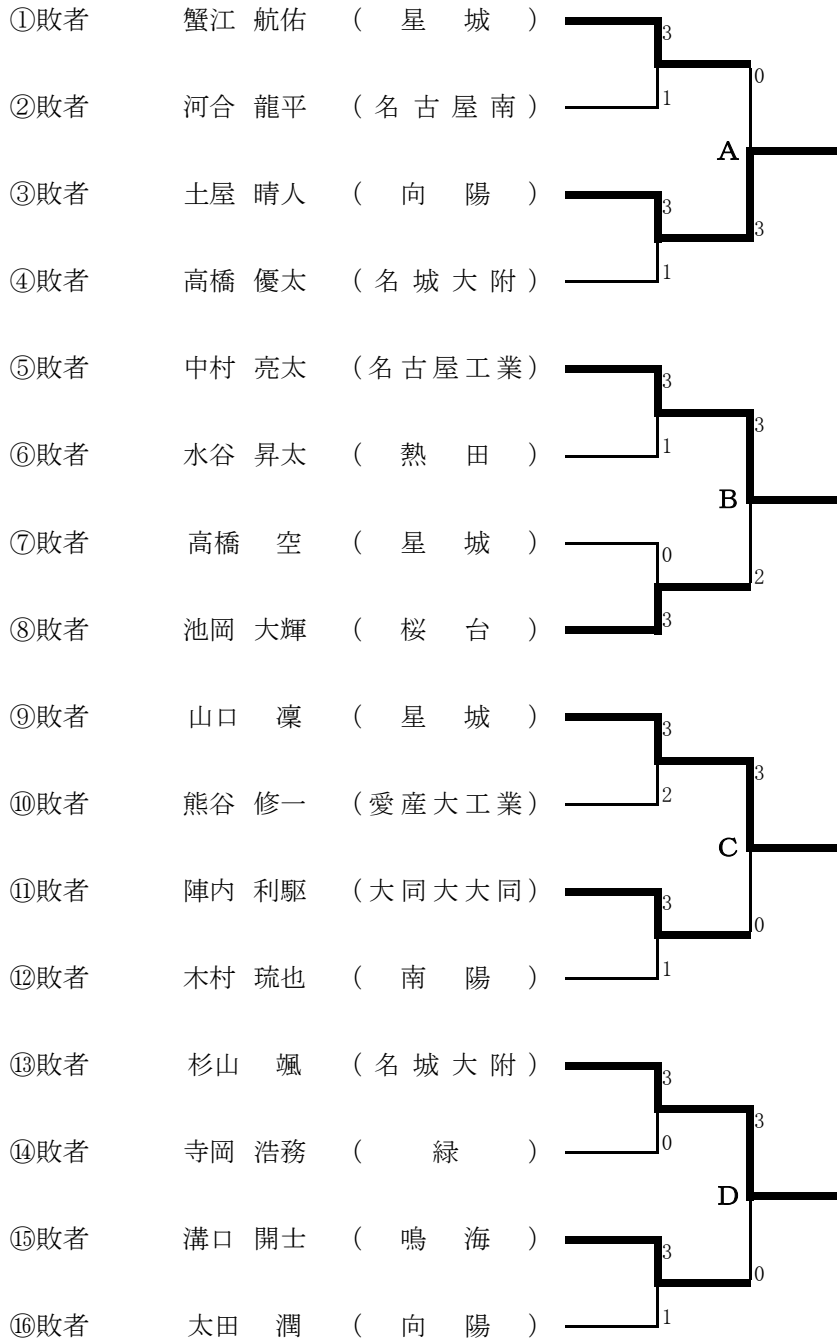 ①敗者 蟹江 航佑 （ 星 城 ） 3
0
②敗者 河合 龍平 （ 名 古 屋 南 ） 1
A
③敗者 土屋 晴人 （ 向 陽 ） 3
3
④敗者 高橋 優太 （ 名 城 大 附 ） 1
⑤敗者 中村 亮太 （名古屋工業） 3
3
⑥敗者 水谷 昇太 （ 熱 田 ） 1
B
⑦敗者 高橋 空 （ 星 城 ） 0
2
⑧敗者 池岡 大輝 （ 桜 台 ） 3
⑨敗者 山口 凜 （ 星 城 ） 3
3
⑩敗者 熊谷 修一 （愛産大工業） 2
C
⑪敗者 陣内 利駆 （大同大大同） 3
0
⑫敗者 木村 琉也 （ 南 陽 ） 1
⑬敗者 杉山 颯 （ 名 城 大 附 ） 3
3
⑭敗者 寺岡 浩務 （ 緑 ） 0
D
⑮敗者 溝口 開士 （ 鳴 海 ） 3
0
⑯敗者 太田 潤 （ 向 陽 ） 1